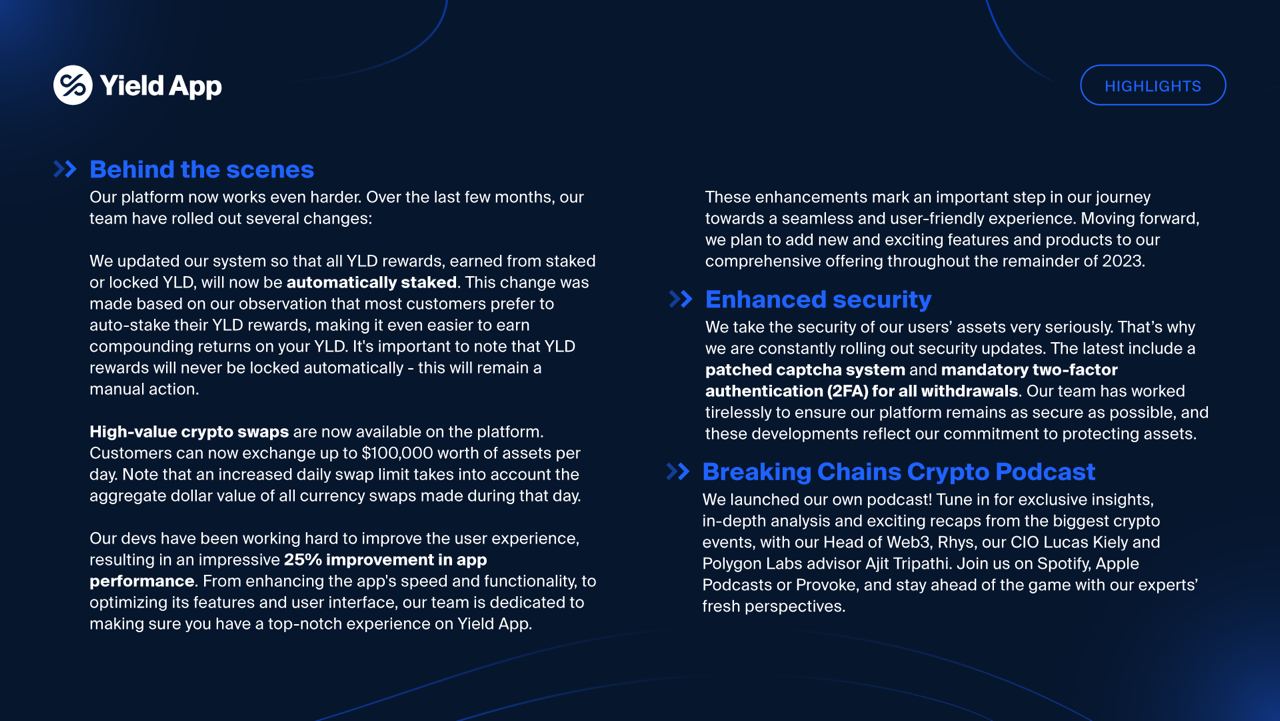 Yield App
HIGHLIGHTS
Behind the scenes
Our platform now works even harder. Over the last few months, our
team have rolled out several changes:
We updated our system so that all YLD rewards, earned from staked
or locked YLD, will now be automatically staked. This change was
made based on our observation that most customers prefer to
auto-stake their YLD rewards, making it even easier to earn
compounding returns on your YLD. It's important to note that YLD
rewards will never be locked automatically - this will remain a
manual action.
High-value crypto swaps are now available on the platform.
Customers can now exchange up to $100,000 worth of assets per
day. Note that an increased daily swap limit takes into account the
aggregate dollar value of all currency swaps made during that day.
Our devs have been working hard to improve the user experience,
resulting in an impressive 25% improvement in app
performance. From enhancing the app's speed and functionality, to
optimizing its features and user interface, our team is dedicated to
making sure you have a top-notch experience on Yield App.
These enhancements mark an important step in our journey
towards a seamless and user-friendly experience. Moving forward,
we plan to add new and exciting features and products to our
comprehensive offering throughout the remainder of 2023.
Enhanced security
We take the security of our users’ assets very seriously. That’s why
we are constantly rolling out security updates. The latest include a
patched captcha system and mandatory two-factor
authentication (2FA) for all withdrawals. Our team has worked
tirelessly to ensure our platform remains as secure as possible, and
these developments reflect our commitment to protecting assets.
Breaking Chains Crypto Podcast
We launched our own podcast! Tune in for exclusive insights,
in-depth analysis and exciting recaps from the biggest crypto
events, with our Head of Web3, Rhys, our CIO Lucas Kiely and
Polygon Labs advisor Ajit Tripathi. Join us on Spotify, Apple
Podcasts or Provoke, and stay ahead of the game with our experts’
fresh perspectives.